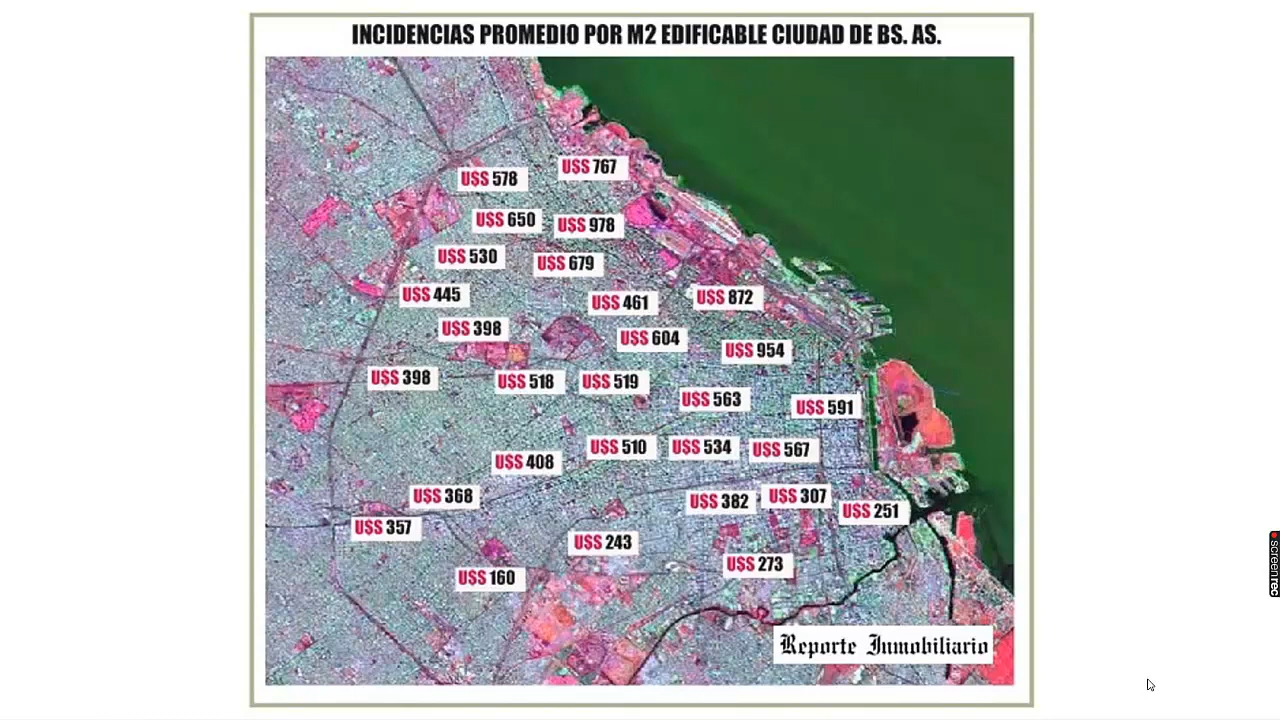 INCIDENCIAS PROMEDIO POR M2 EDIFICABLE CIUDAD DE BS. AS.
U$S 767
U$S 578
U$S 650
U$S 978
U$S 530
U$S 679
U$S 445
U$S 461
U$S 872
U$S 398
U$S 604
U$S 954
U$S 398
U$S 518
U$S 519
U$S 563
U$S 591
U$S 510
U$S 534
U$S 567
U$S 408
U$S 368
U$S 382
U$S 307
U$S 251
U$S 357
U$S 243
U$S 273
U$S 160
Reporte Inmobiliario
screenrec